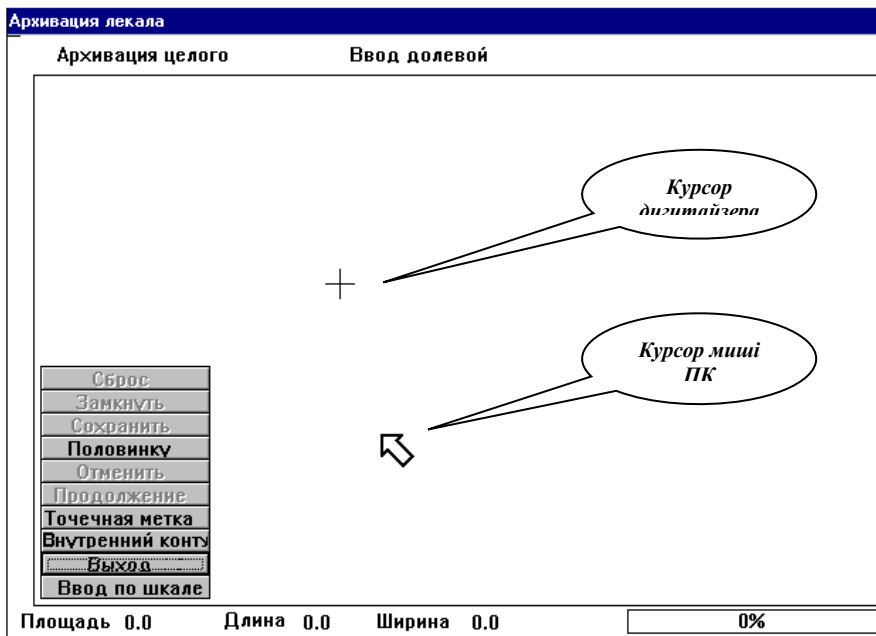 Архивация лекала
Архивация целого Ввод долевой
Курсор
дигитайзера
Курсор миші
ПК
Сброс
Замкнуть
Сохранить
Половинку
Отменить
Продолжение
Точечная метка
Внутренний конту
Выход
Ввод по шкале
Площадь 0.0 Длина 0.0 Ширина 0.0 0%